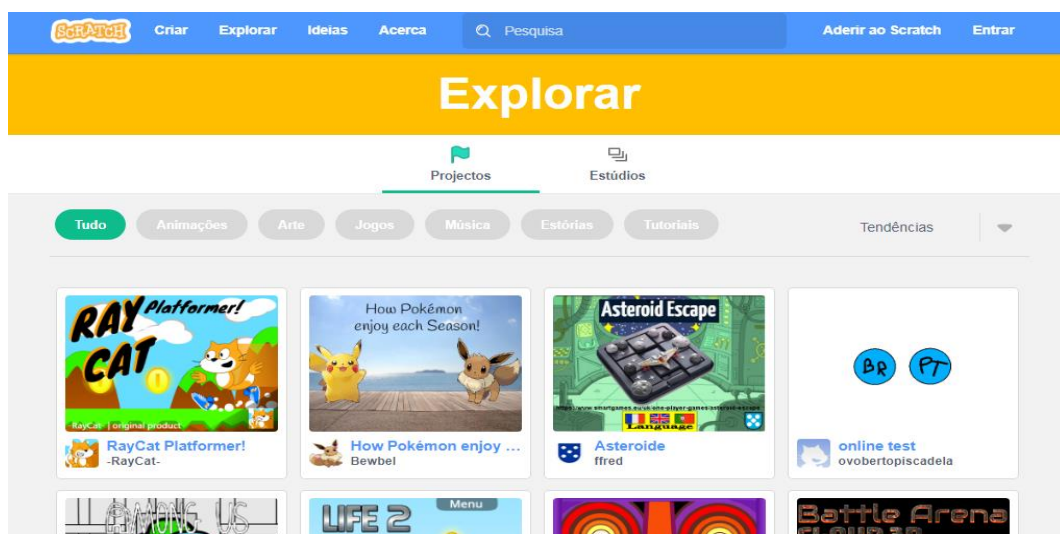 SCRATCH Criar Explorar Ideias Acerca Pesquisa Aderir ao Scratch Entrar
Explorar
Projectos Estúdios
Tudo Animações Arte Jogos Música Estórias Tutoriais Tendências
RAY Platformer!
CAT
RayCat | original product
RayCat Platformer!
-RayCat-
How Pokémon
enjoy each Season!
How Pokémon enjoy ...
Bewbel
Asteroid Escape
Language
Asteroide
ffred
BR PT
online test
ovobertopiscadela
AMONG US
LIFE 2 Menu
Battle Arena